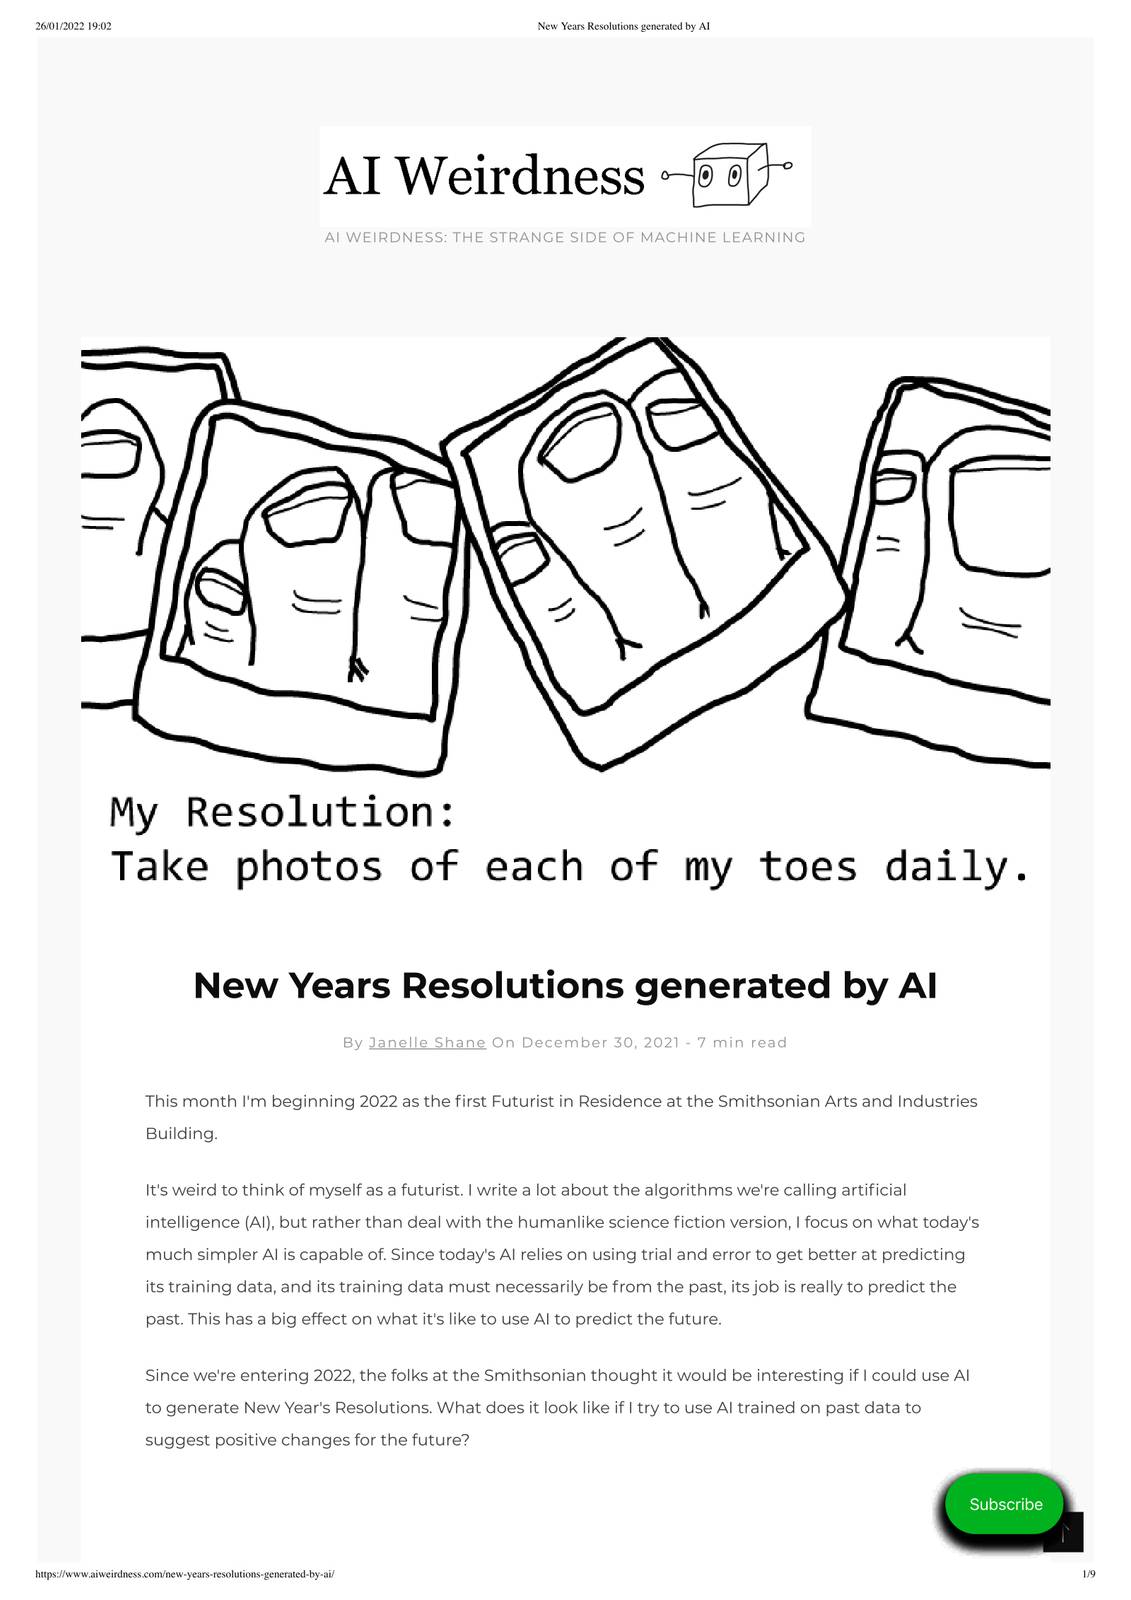 26/01/2022 19:02
New Years Resolutions generated by AI
AI Weirdness
AI WEIRDNESS: THE STRANGE SIDE OF MACHINE LEARNING
My Resolution:
Take photos of each of my toes daily.
New Years Resolutions generated by AI
By Janelle Shane On December 30, 2021 - 7 min read
This month I'm beginning 2022 as the first Futurist in Residence at the Smithsonian Arts and Industries
Building.
It's weird to think of myself as a futurist. I write a lot about the algorithms we're calling artificial
intelligence (AI), but rather than deal with the humanlike science fiction version, I focus on what today's
much simpler AI is capable of. Since today's AI relies on using trial and error to get better at predicting
its training data, and its training data must necessarily be from the past, its job is really to predict the
past. This has a big effect on what it's like to use AI to predict the future.
Since we're entering 2022, the folks at the Smithsonian thought it would be interesting if I could use AI
to generate New Year's Resolutions. What does it look like if I try to use AI trained on past data to
suggest positive changes for the future?
Subscribe
https://www.aiweirdness.com/new-years-resolutions-generated-by-ai/
1/9